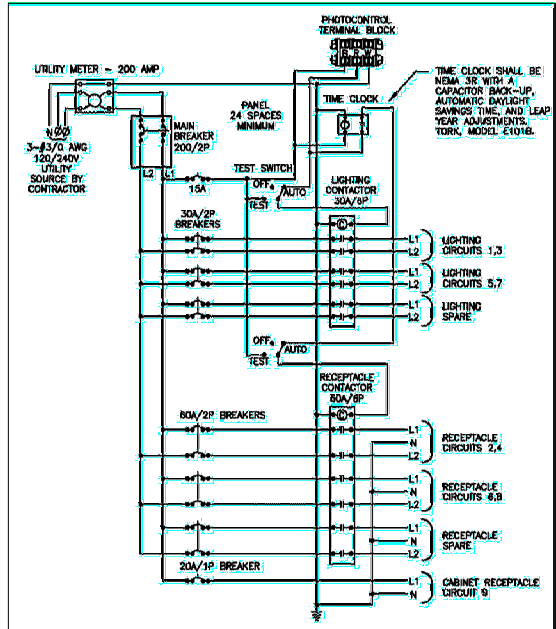 PHOTOCONTROL
TERMINAL BLOCK
B R W
UTILITY METER - 200 AMP
TIME CLOCK SHALL BE
NEMA 3R WITH A
CAPACITOR BACK-UP,
AUTOMATIC DAYLIGHT
SAVINGS TIME, AND LEAP
YEAR ADJUSTMENTS.
TORK, MODEL E101B.
PANEL
24 SPACES
MINIMUM
TIME CLOCK
N
3-#3/0 AWG
120/240V
UTILITY
SOURCE BY
CONTRACTOR
MAIN
BREAKER
200/2P
L2 L1
15A
TEST SWITCH
OFF
AUTO
TEST
LIGHTING
CONTACTOR
30A/6P
C
30A/2P
BREAKERS
L1
L2
LIGHTING
CIRCUITS 1,3
L1
L2
LIGHTING
CIRCUITS 5,7
L1
L2
LIGHTING
SPARE
OFF
AUTO
TEST
RECEPTACLE
CONTACTOR
60A/6P
C
60A/2P BREAKERS
L1
N
L2
RECEPTACLE
CIRCUITS 2,4
L1
N
L2
RECEPTACLE
CIRCUITS 6,8
L1
N
L2
RECEPTACLE
SPARE
20A/1P BREAKER
L1
N
CABINET RECEPTACLE
CIRCUIT 9